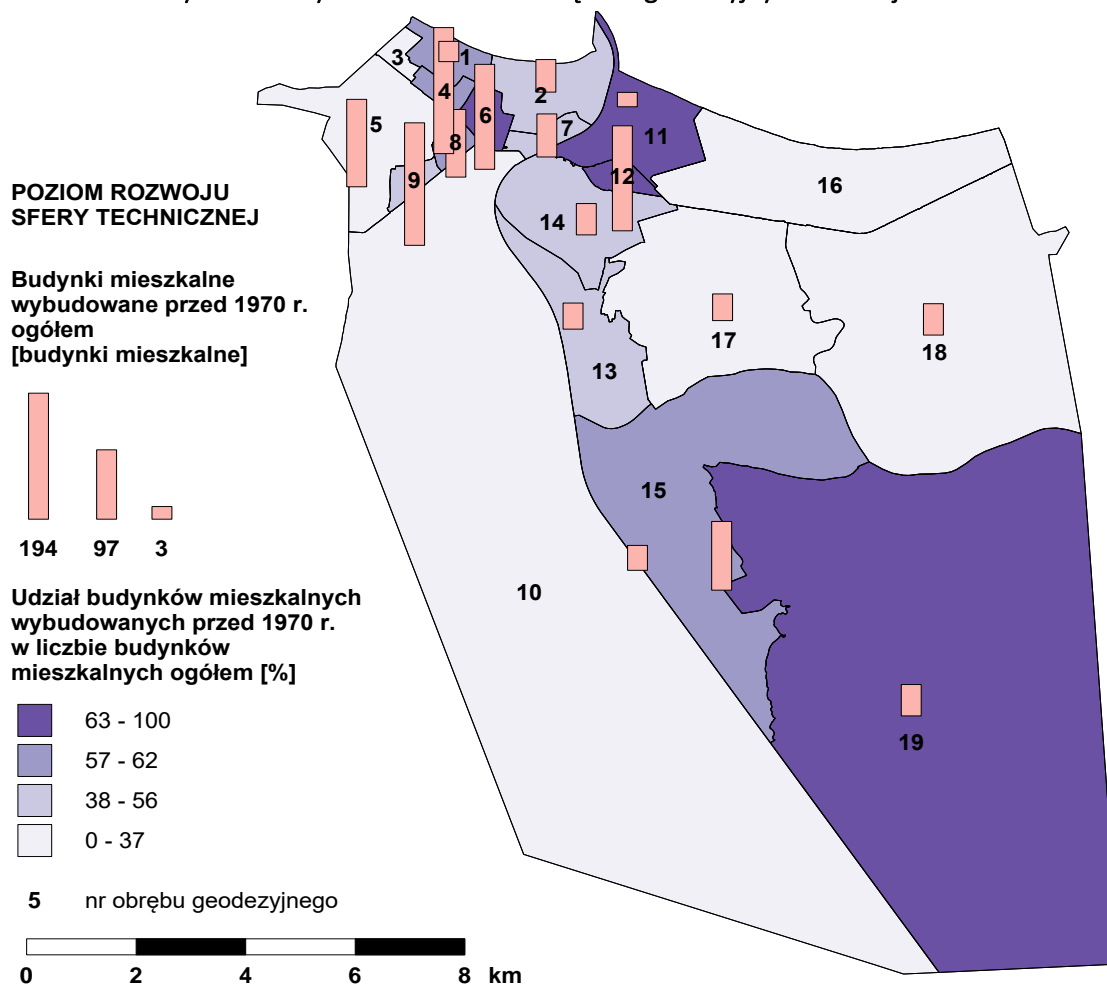 POZIOM ROZWOJU
SFERY TECHNICZNEJ
Budynki mieszkalne
wybudowane przed 1970 r.
ogółem
[budynki mieszkalne]
194 97 3
Udział budynków mieszkalnych
wybudowanych przed 1970 r.
w liczbie budynków
mieszkalnych ogółem [%]
63 - 100
57 - 62
38 - 56
0 - 37
5 nr obrębu geodezyjnego
0 2 4 6 8 km
3
1
4
2
6
5
7
8
11
9
12
16
14
17
18
13
15
10
19